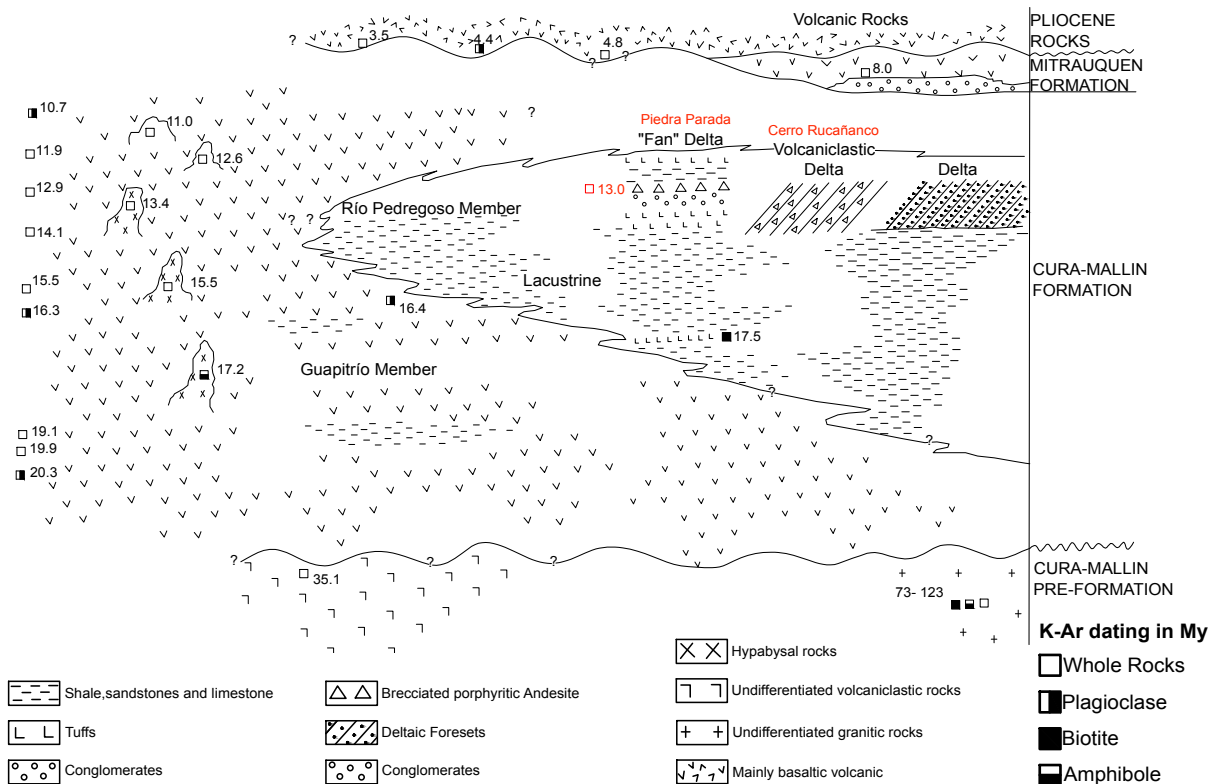 Volcanic Rocks
PLIOCENE
ROCKS
? 3.5 4.4 4.8
? ?
MITRAUQUEN
FORMATION
8.0
10.7
11.0
?
Piedra Parada
"Fan" Delta
Cerro Rucañanco
Volcaniclastic
Delta
Delta
11.9
12.6
12.9
13.4
13.0
Río Pedregoso Member
? ?
14.1
CURA-MALLIN
FORMATION
15.5
15.5
Lacustrine
16.3
16.4
17.5
17.2
Guapitrío Member
?
19.1
19.9
?
20.3
? ? ?
35.1
73- 123
CURA-MALLIN
PRE-FORMATION
K-Ar dating in My
Whole Rocks
Plagioclase
Biotite
Amphibole
Shale,sandstones and limestone
Tuffs
Conglomerates
Brecciated porphyritic Andesite
Deltaic Foresets
Conglomerates
Hypabysal rocks
Undifferentiated volcaniclastic rocks
Undifferentiated granitic rocks
Mainly basaltic volcanic